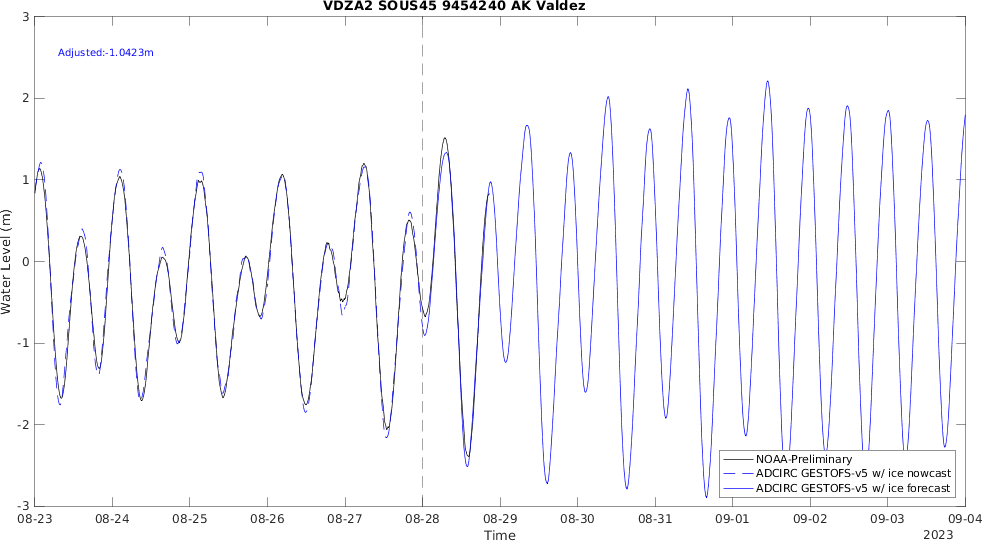 VDZA2 SOUS45 9454240 AK Valdez
Adjusted:-1.0423m
3
2
1
0
-1
-2
-3
Water Level (m)
NOAA-Preliminary
ADCIRC GESTOFS-v5 w/ ice nowcast
ADCIRC GESTOFS-v5 w/ ice forecast
08-23 08-24 08-25 08-26 08-27 08-28 08-29 08-30 08-31 09-01 09-02 09-03 09-04
Time
2023